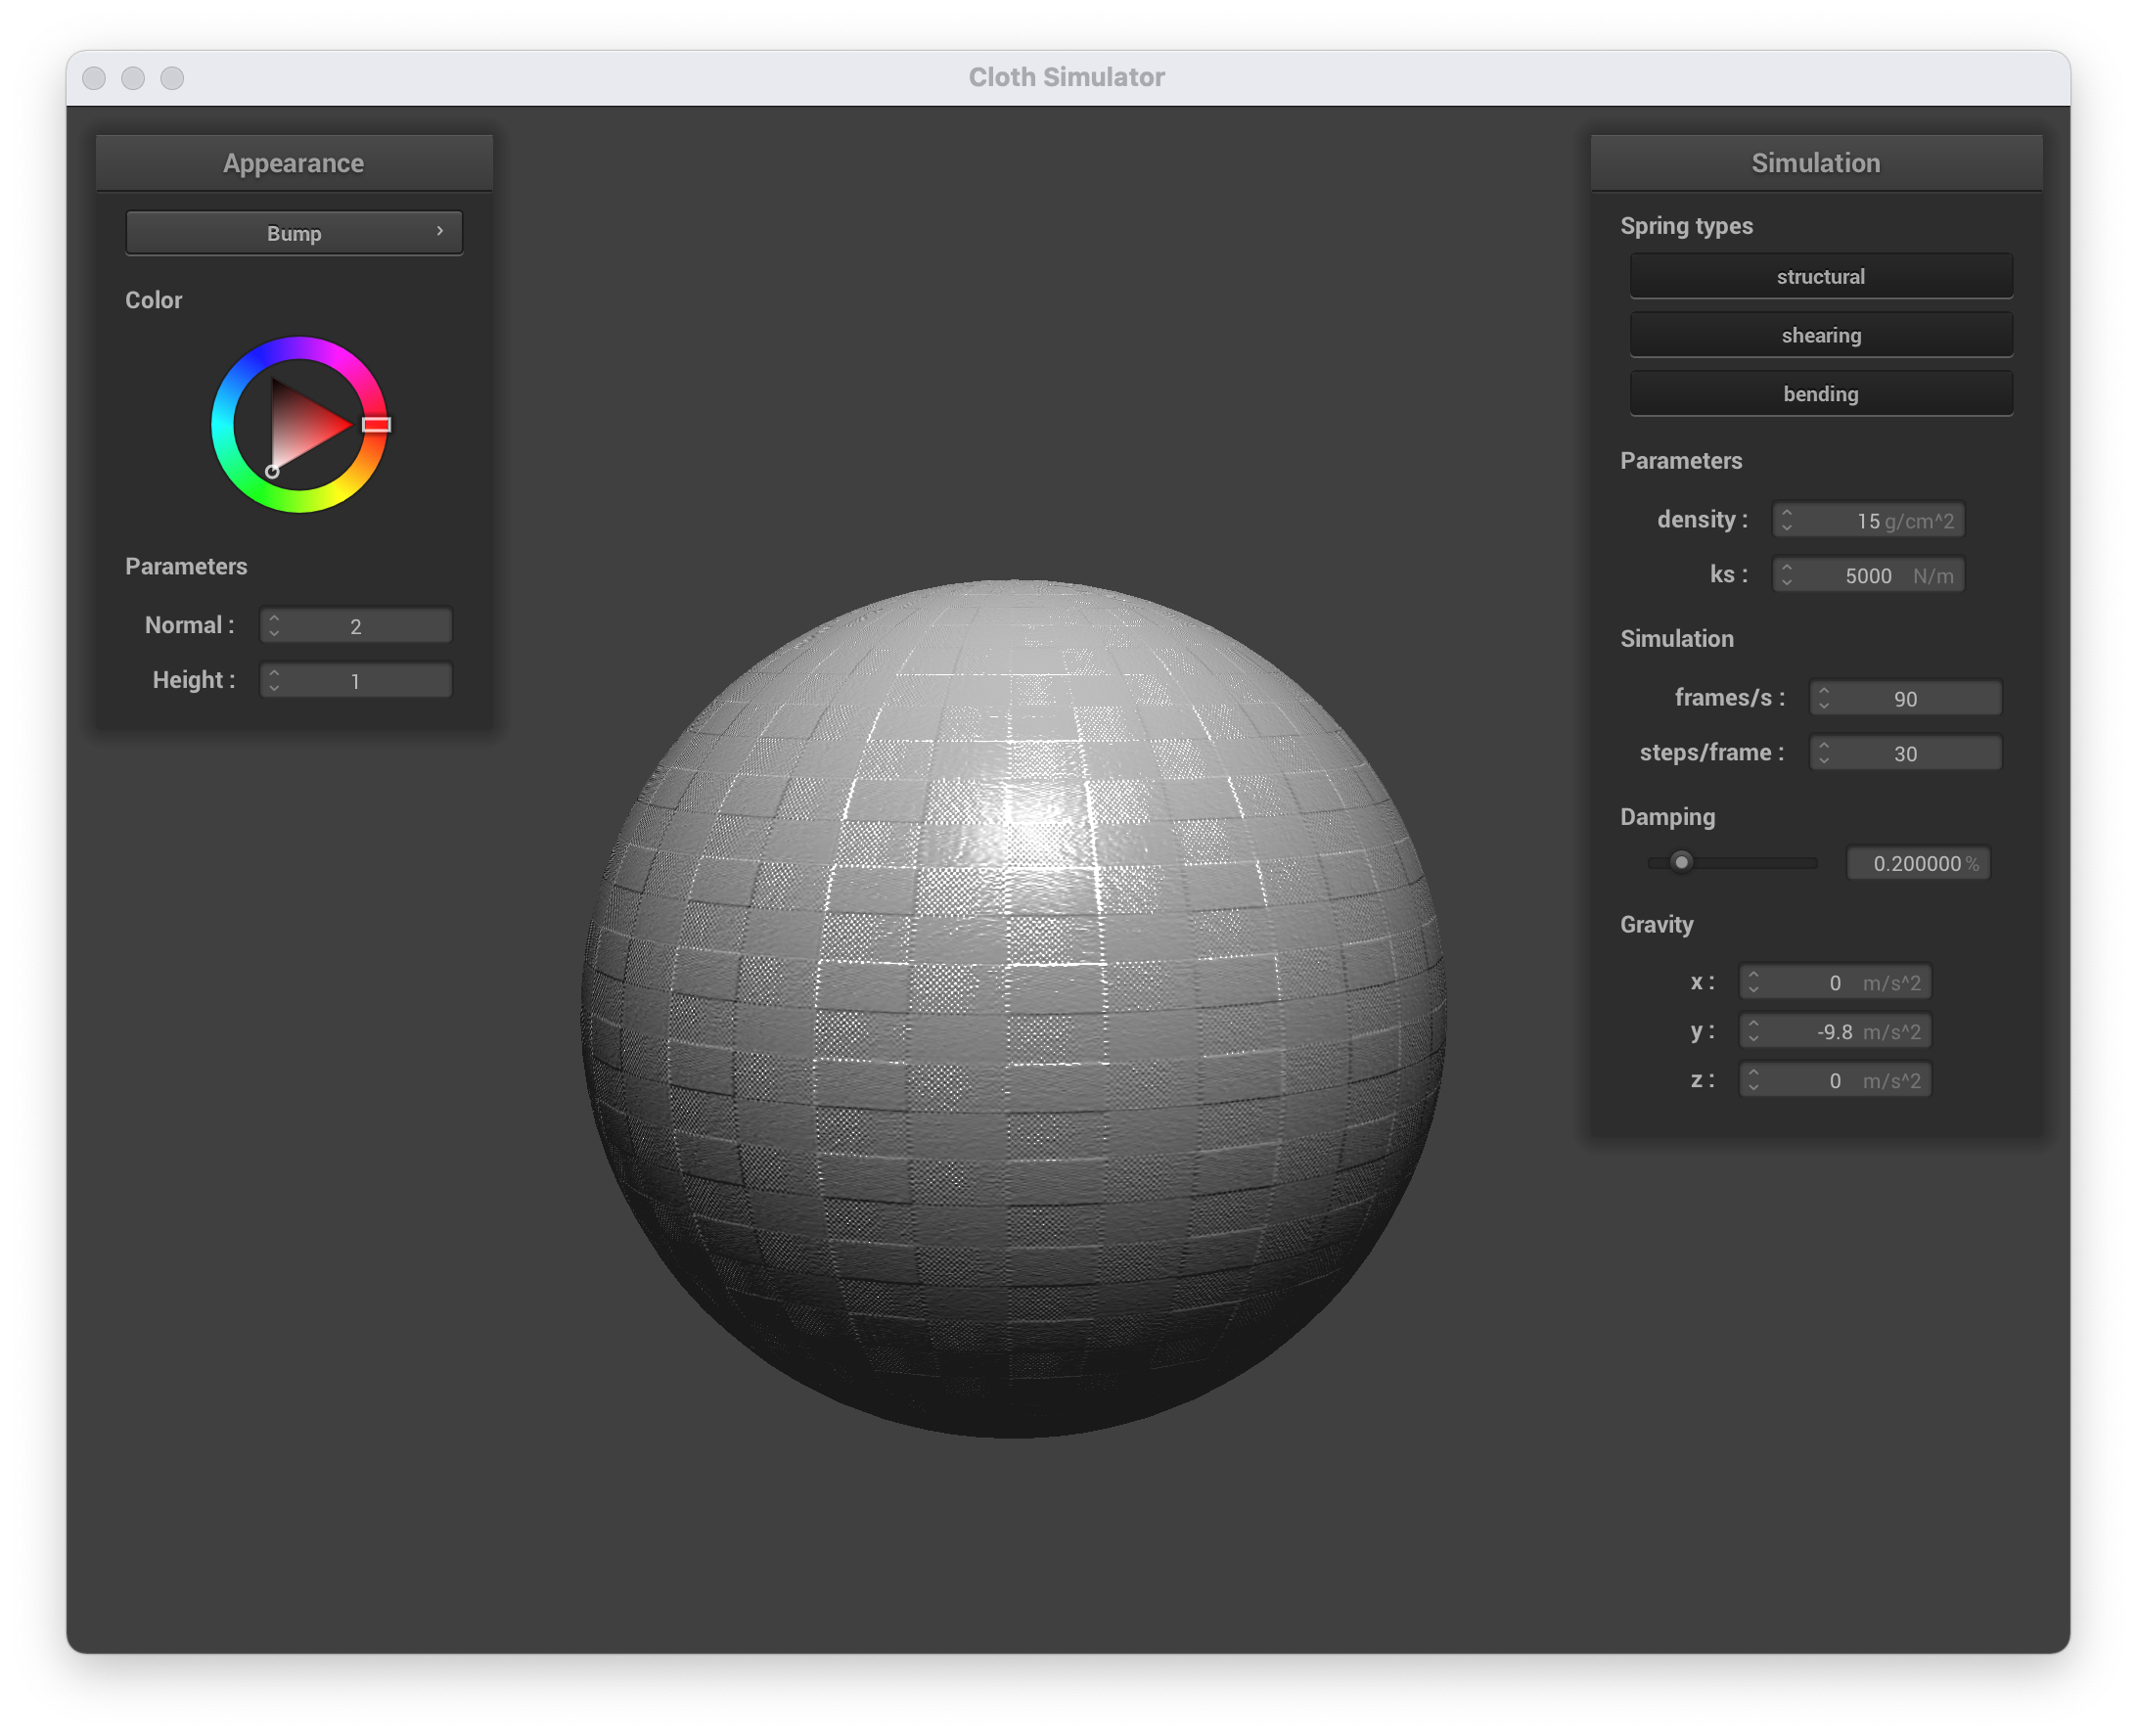 Cloth Simulator
Appearance
Bump
Color
Parameters
Normal : 2
Height : 1
Simulation
Spring types
structural
shearing
bending
Parameters
density : 15 g/cm^2
ks : 5000 N/m
Simulation
frames/s : 90
steps/frame : 30
Damping
0.200000 %
Gravity
x : 0 m/s^2
y : -9.8 m/s^2
z : 0 m/s^2